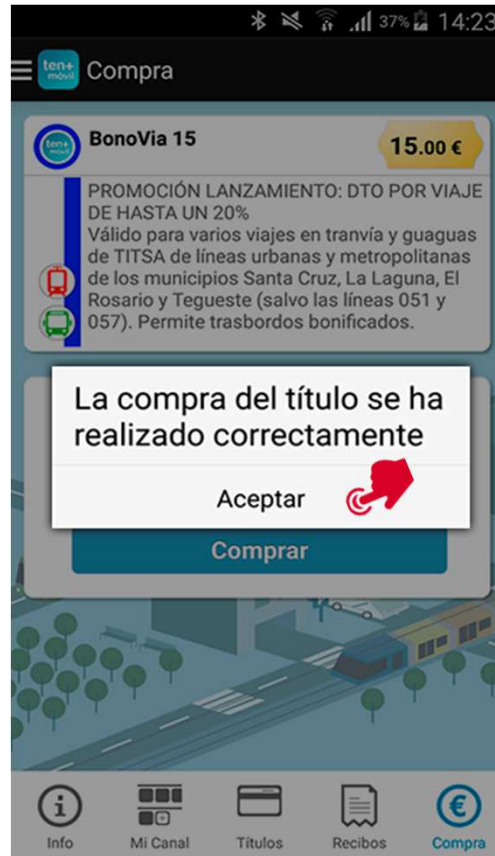 37% 14:23
ten+
móvil
Compra
ten+
móvil
BonoVia 15
15.00 €
PROMOCIÓN LANZAMIENTO: DTO POR VIAJE
DE HASTA UN 20%
Válido para varios viajes en tranvía y guaguas
de TITSA de líneas urbanas y metropolitanas
de los municipios Santa Cruz, La Laguna, El
Rosario y Tegueste (salvo las líneas 051 y
057). Permite trasbordos bonificados.
La compra del título se ha
realizado correctamente
Aceptar
Comprar
Info Mi Canal Títulos Recibos Compra